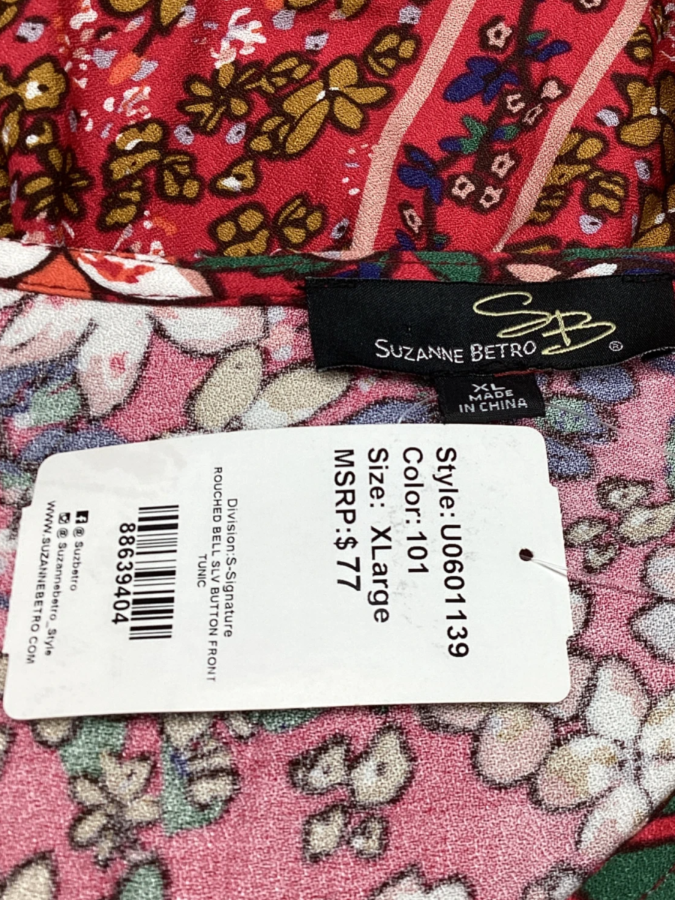 SB
SUZANNE BETRO ®
XL
MADE
IN CHINA
Style: U0601139
Color: 101
Size: XLarge
MSRP:$ 77
Division:S-Signature
ROUCHED BELL SLV BUTTON FRONT
TUNIC
88639404
@ Suzbetro
@ Suzannebetro_Style
WWW.SUZANNEBETRO.COM